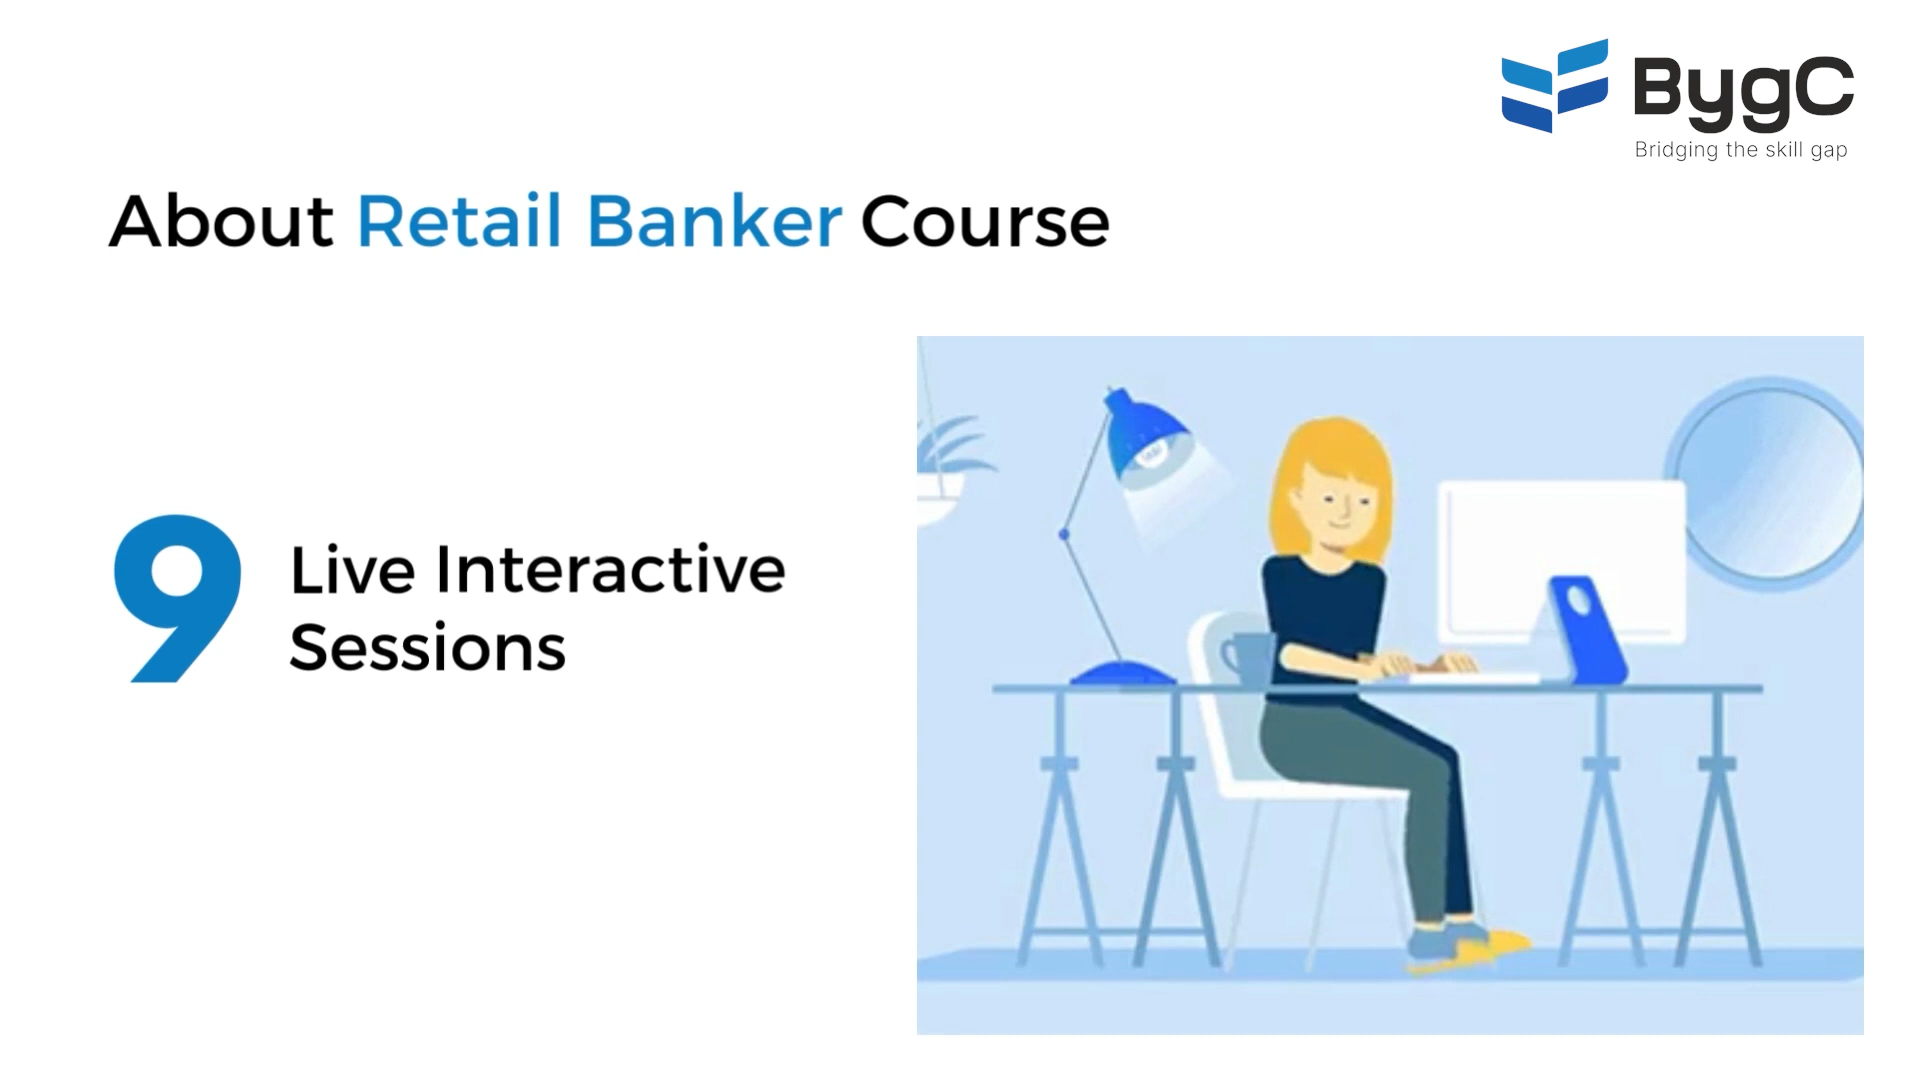 BygC
Bridging the skill gap
About Retail Banker Course
9
Live Interactive
Sessions